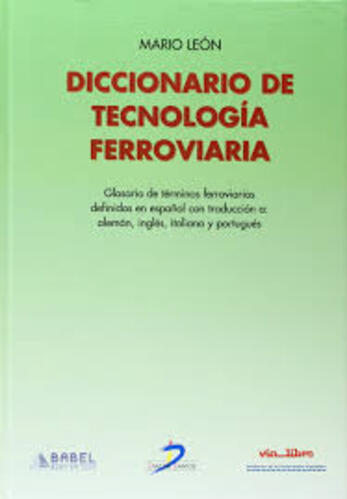 MARIO LEÓN
DICCIONARIO DE
TECNOLOGÍA
FERROVIARIA
Glosario de términos ferroviarios
definidos en español con traducción a:
alemán, inglés, italiano y portugués
BABEL
vía libre